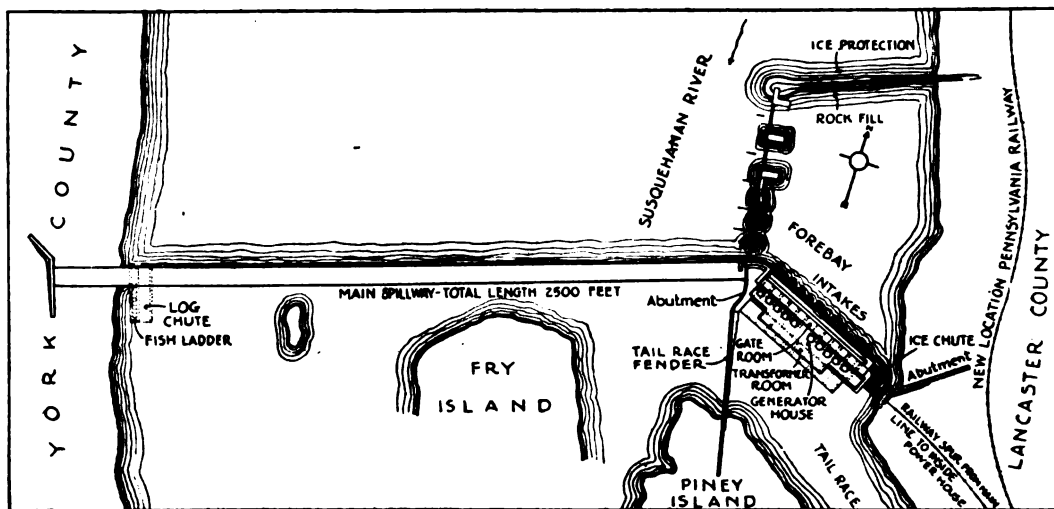 YORK COUNTY
ICE PROTECTION
SUSQUEHAMAN RIVER
ROCK FILL
N
FOREBAY
INTAKES
MAIN SPILLWAY-TOTAL LENGTH 2500 FEET
Abutment
LOG
CHUTE
FISH LADDER
FRY
ISLAND
TAIL RACE
FENDER
GATE
ROOM
TRANSFORMER
ROOM
GENERATOR
HOUSE
ICE CHUTE
Abutment
RAILWAY SPUR FROM MAIN
LINE TO INSIDE
POWER HOUSE
TAIL RACE
PINEY
ISLAND
NEW LOCATION PENNSYLVANIA RAILWAY
LANCASTER COUNTY